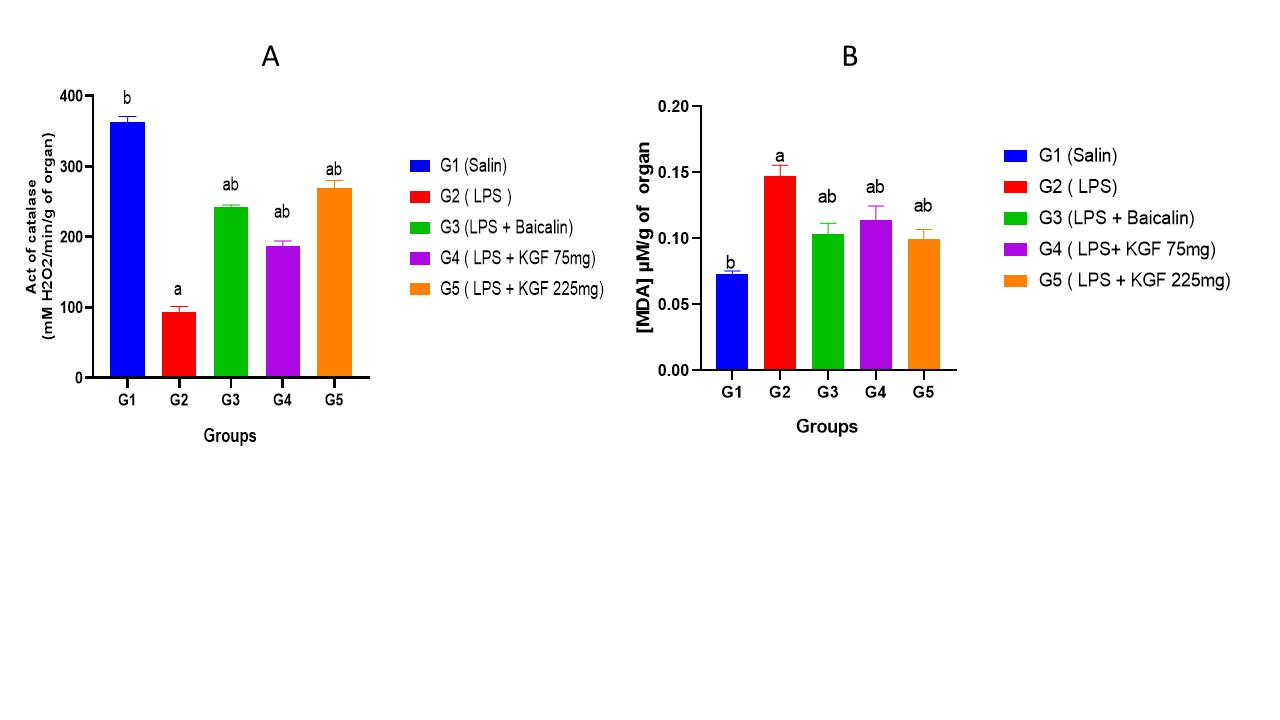 A
B
Act of catalase
(mM H2O2/min/g of organ)
400
300
200
100
0
b
a
ab
ab
ab
G1
G2
G3
G4
G5
Groups
G1 (Salin)
G2 ( LPS )
G3 (LPS + Baicalin)
G4 ( LPS + KGF 75mg)
G5 ( LPS + KGF 225mg)
[MDA] µM/g of organ
0.20
0.15
0.10
0.05
0.00
b
a
ab
ab
ab
G1
G2
G3
G4
G5
Groups
G1 (Salin)
G2 ( LPS)
G3 (LPS + Baicalin)
G4 ( LPS+ KGF 75mg)
G5 ( LPS + KGF 225mg)